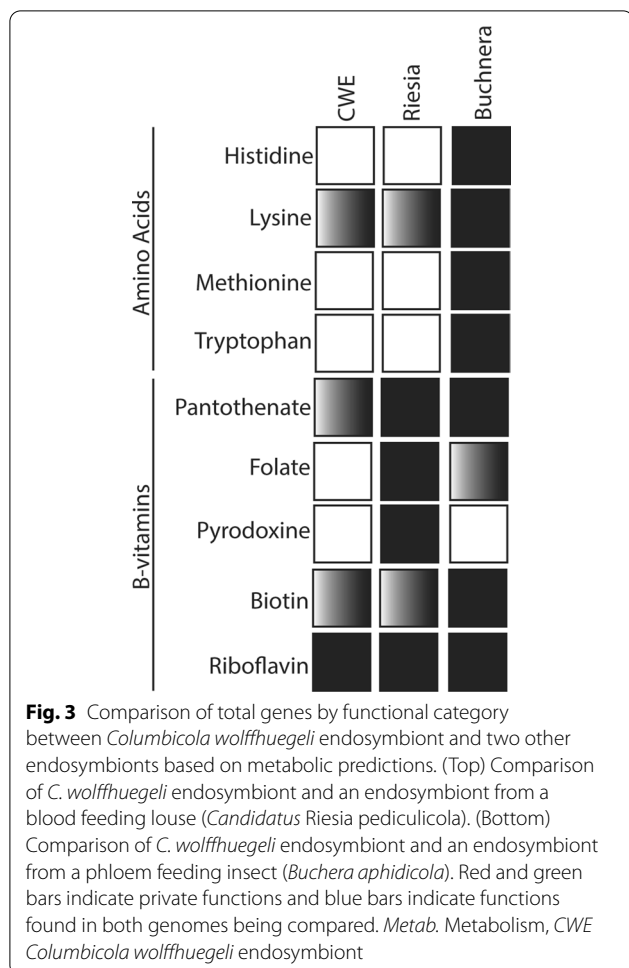 CWE
Riesia
Buchnera
Amino Acids
Histidine
Lysine
Methionine
Tryptophan
B-vitamins
Pantothenate
Folate
Pyrodoxine
Biotin
Riboflavin
Fig. 3 Comparison of total genes by functional category
between Columbicola wolffhuegeli endosymbiont and two other
endosymbionts based on metabolic predictions. (Top) Comparison
of C. wolffhuegeli endosymbiont and an endosymbiont from a
blood feeding louse (Candidatus Riesia pediculicola). (Bottom)
Comparison of C. wolffhuegeli endosymbiont and an endosymbiont
from a phloem feeding insect (Buchera aphidicola). Red and green
bars indicate private functions and blue bars indicate functions
found in both genomes being compared. Metab. Metabolism, CWE
Columbicola wolffhuegeli endosymbiont